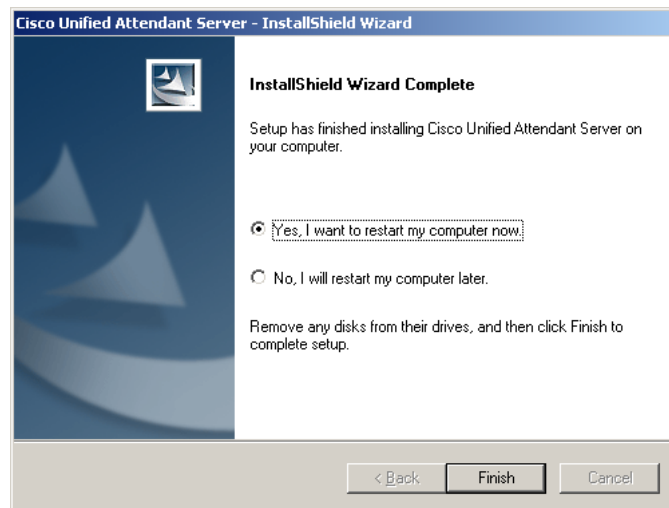 Cisco Unified Attendant Server - InstallShield Wizard
InstallShield Wizard Complete
Setup has finished installing Cisco Unified Attendant Server on
your computer.
Yes, I want to restart my computer now.
No, I will restart my computer later.
Remove any disks from their drives, and then click Finish to
complete setup.
< Back Finish Cancel